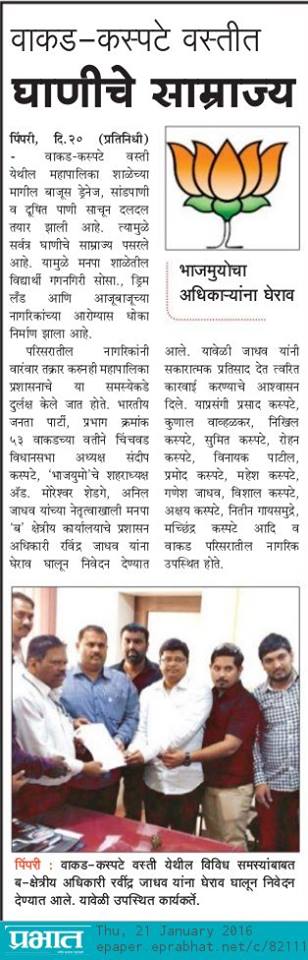 वाकड-कस्पटे वस्तीत
घाणीचे साम्राज्य
पिंपरी, दि.२० (प्रतिनिधी)
- वाकड-कस्पटे वस्ती
येथील महापालिका शाळेच्या
मागील बाजूस ड्रेनेज, सांडपाणी
व दूषित पाणी साचून दलदल
तयार झाली आहे. त्यामुळे
सर्वत्र घाणीचे साम्राज्य पसरले
आहे. यामुळे मनपा शाळेतील
विद्यार्थी गगनगिरी सोसा., ड्रिम
लँड आणि आजूबाजूच्या
नागरिकांच्या आरोग्यास धोका
निर्माण झाला आहे.
परिसरातील नागरिकांनी
वारंवार तक्रार करूनही महापालिका
प्रशासनाचे या समस्येकडे
दुर्लक्ष केले जात होते. भारतीय
जनता पार्टी, प्रभाग क्रमांक
५३ वाकडच्या वतीने चिंचवड
विधानसभा अध्यक्ष संदीप
कस्पटे, 'भाजयुमो'चे शहराध्यक्ष
अँड. मोरेश्वर शेडगे, अनिल
जाधव यांच्या नेतृत्वाखाली मनपा
'ब' क्षेत्रीय कार्यालयाचे प्रशासन
अधिकारी रविंद्र जाधव यांना
घेराव घालून निवेदन देण्यात
भाजमुयोचा
अधिकाऱ्यांना घेराव
आले. यावेळी जाधव यांनी
सकारात्मक प्रतिसाद देत त्वरित
कारवाई करण्याचे आश्वासन
दिले. याप्रसंगी प्रसाद कस्पटे,
कुणाल वाव्हळकर, निखिल
कस्पटे, सुमित कस्पटे, रोहन
कस्पटे, विनायक पाटील,
प्रमोद कस्पटे, महेश कस्पटे,
गणेश जाधव, विशाल कस्पटे,
अक्षय कस्पटे, नितीन गायसमुद्रे,
मच्छिंद्र कस्पटे आदि व
वाकड परिसरातील नागरिक
उपस्थित होते.
पिंपरी : वाकड-कस्पटे वस्ती येथील विविध समस्यांबाबत
ब-क्षेत्रीय अधिकारी रवींद्र जाधव यांना घेराव घालून निवेदन
देण्यात आले. यावेळी उपस्थित कार्यकर्ते.
प्रभात
Thu, 21 January 2016
epaper.eprabhat.net/c/82111